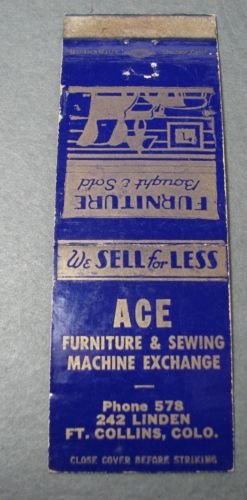 FURNITURE
Bought & Sold
WE SELL for LESS
ACE
FURNITURE & SEWING
MACHINE EXCHANGE
Phone 578
242 LINDEN
FT. COLLINS, COLO.
CLOSE COVER BEFORE STRIKING